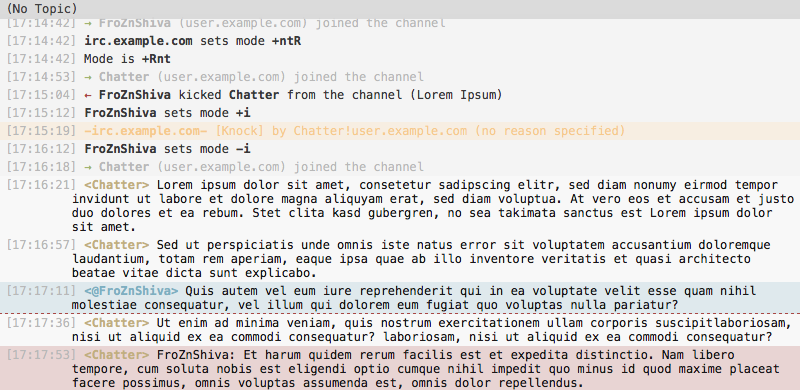 (No Topic)
[17:14:42] → FroZnShiva (user.example.com) joined the channel
[17:14:42] irc.example.com sets mode +ntR
[17:14:42] Mode is +Rnt
[17:14:53] → Chatter (user.example.com) joined the channel
[17:15:04] ← FroZnShiva kicked Chatter from the channel (Lorem Ipsum)
[17:15:12] FroZnShiva sets mode +i
[17:15:19] -irc.example.com- [Knock] by Chatter!user.example.com (no reason specified)
[17:16:12] FroZnShiva sets mode -i
[17:16:18] → Chatter (user.example.com) joined the channel
[17:16:21] <Chatter> Lorem ipsum dolor sit amet, consetetur sadipscing elitr, sed diam nonumy eirmod tempor
invidunt ut labore et dolore magna aliquyam erat, sed diam voluptua. At vero eos et accusam et justo
duo dolores et ea rebum. Stet clita kasd gubergren, no sea takimata sanctus est Lorem ipsum dolor
sit amet.
[17:16:57] <Chatter> Sed ut perspiciatis unde omnis iste natus error sit voluptatem accusantium doloremque
laudantium, totam rem aperiam, eaque ipsa quae ab illo inventore veritatis et quasi architecto
beatae vitae dicta sunt explicabo.
[17:17:11] <@FroZnShiva> Quis autem vel eum iure reprehenderit qui in ea voluptate velit esse quam nihil
molestiae consequatur, vel illum qui dolorem eum fugiat quo voluptas nulla pariatur?
[17:17:36] <Chatter> Ut enim ad minima veniam, quis nostrum exercitationem ullam corporis suscipitlaboriosam,
nisi ut aliquid ex ea commodi consequatur? laboriosam, nisi ut aliquid ex ea commodi consequatur?
[17:17:53] <Chatter> FroZnShiva: Et harum quidem rerum facilis est et expedita distinctio. Nam libero
tempore, cum soluta nobis est eligendi optio cumque nihil impedit quo minus id quod maxime placeat
facere possimus, omnis voluptas assumenda est, omnis dolor repellendus.